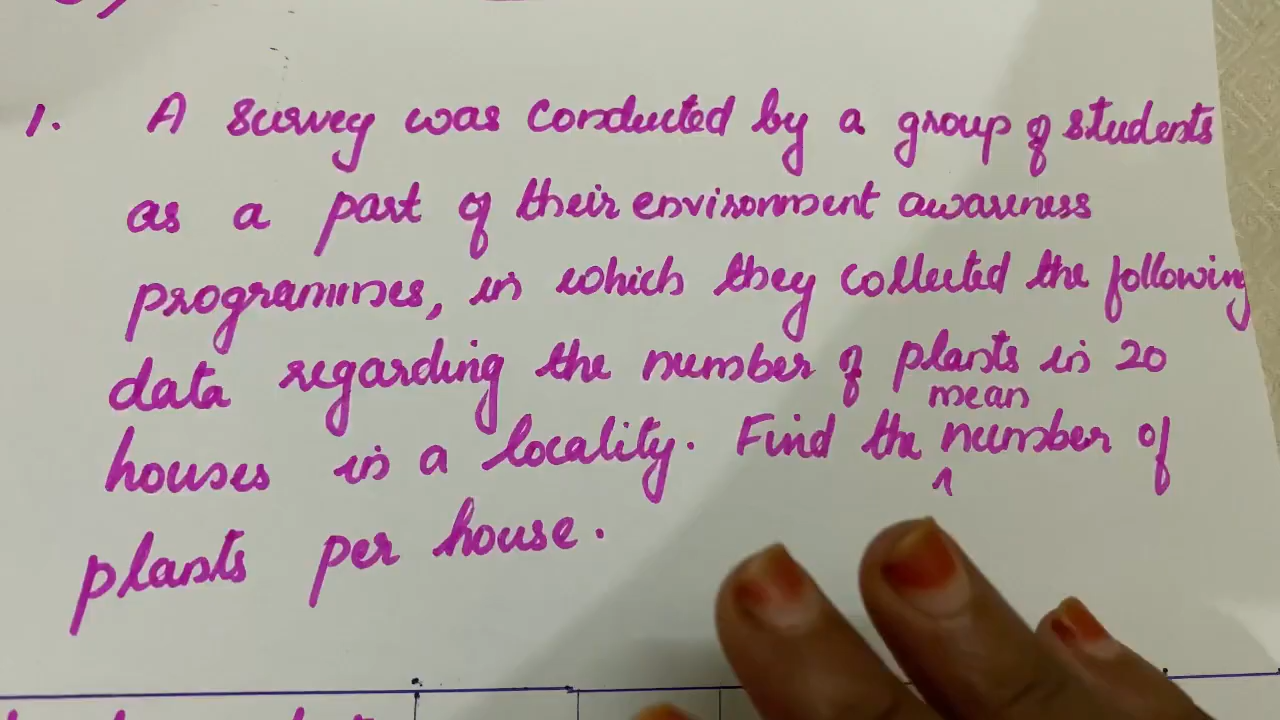 1. A survey was conducted by a group of students
as a part of their environment awareness
programmes, in which they collected the following
data regarding the number of plants in 20
mean
houses in a locality. Find the ^ number of
plants per house.